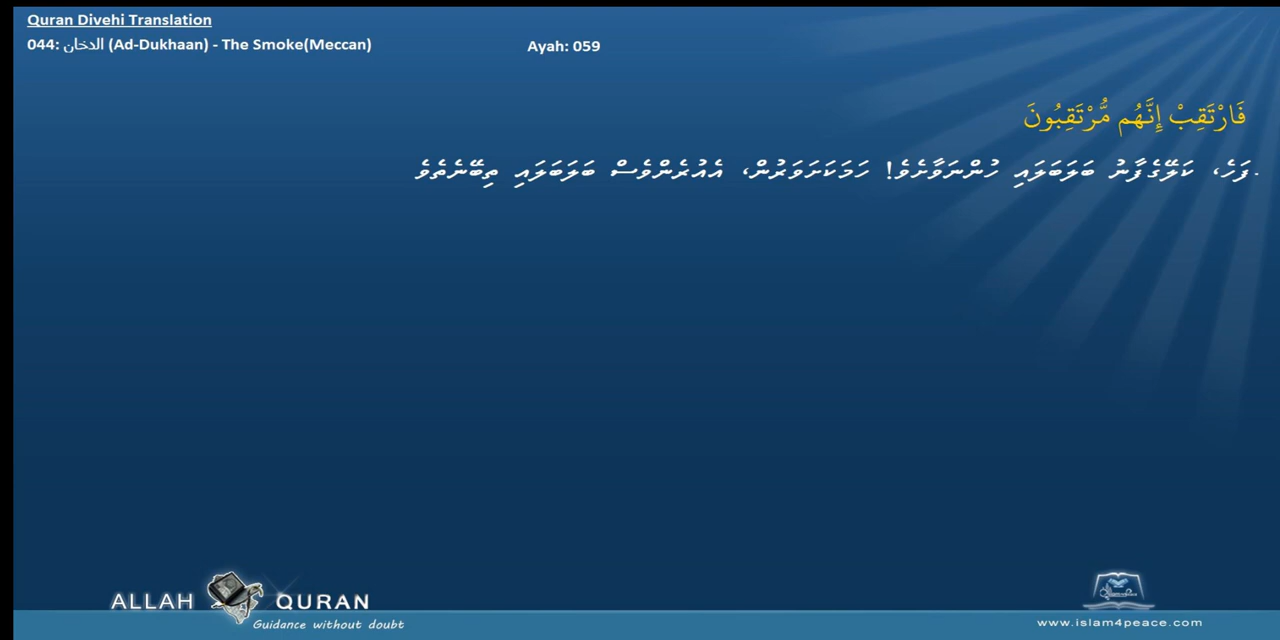 Quran Divehi Translation
044: الدخان (Ad-Dukhaan) - The Smoke(Meccan)
Ayah: 059
فَارْتَقِبْ إِنَّهُم مُّرْتَقِبُونَ
.ފަހެ، ކަލޭގެފާނު ބަލަބަލައި ހުންނަވާށެވެ! ހަމަކަށަވަރުން، އެއުރެންވެސް ބަލަބަލައި ތިބޭނެތެވެ
ALLAH QURAN
Guidance without doubt
www.islam4peace.com